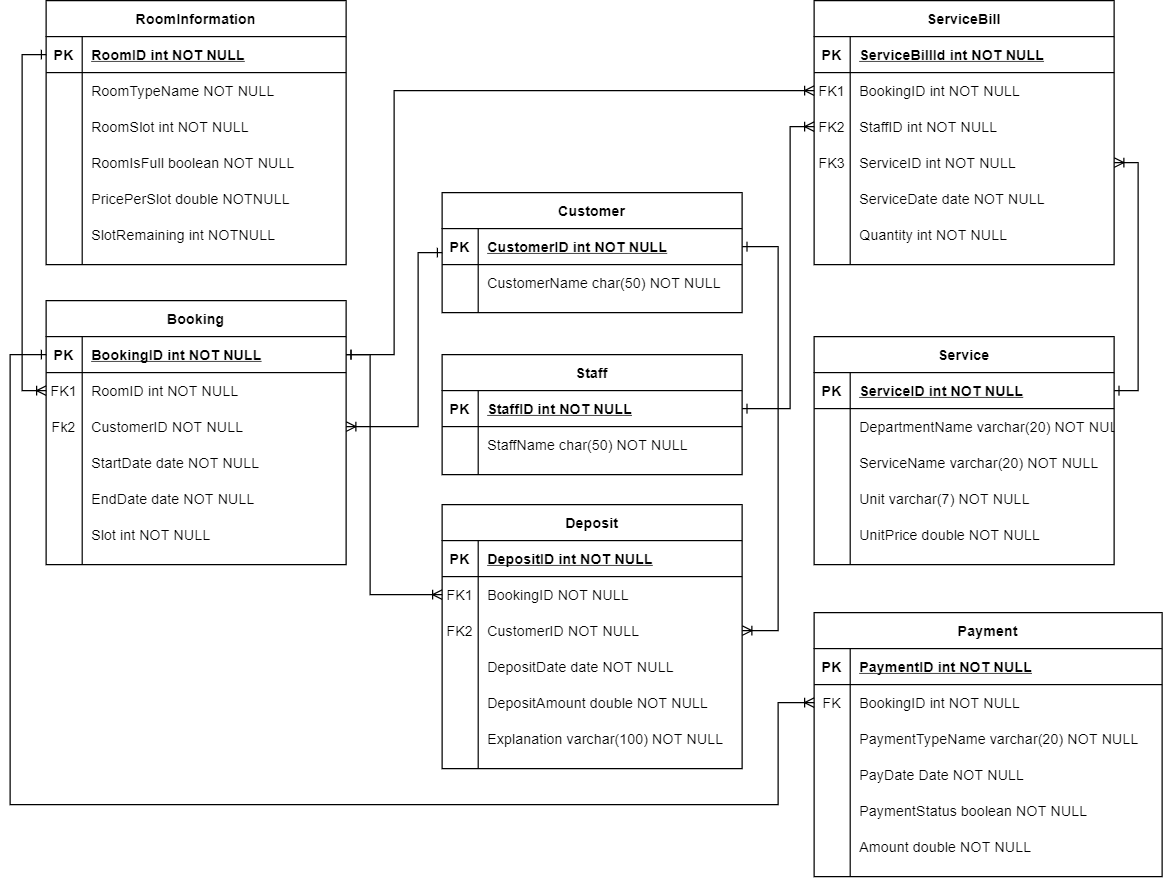 RoomInformation
PK RoomID int NOT NULL
RoomTypeName NOT NULL
RoomSlot int NOT NULL
RoomIsFull boolean NOT NULL
PricePerSlot double NOTNULL
SlotRemaining int NOTNULL
Booking
PK BookingID int NOT NULL
FK1 RoomID int NOT NULL
Fk2 CustomerID NOT NULL
StartDate date NOT NULL
EndDate date NOT NULL
Slot int NOT NULL
Customer
PK CustomerID int NOT NULL
CustomerName char(50) NOT NULL
Staff
PK StaffID int NOT NULL
StaffName char(50) NOT NULL
Deposit
PK DepositID int NOT NULL
FK1 BookingID NOT NULL
FK2 CustomerID NOT NULL
DepositDate date NOT NULL
DepositAmount double NOT NULL
Explanation varchar(100) NOT NULL
ServiceBill
PK ServiceBillId int NOT NULL
FK1 BookingID int NOT NULL
FK2 StaffID int NOT NULL
FK3 ServiceID int NOT NULL
ServiceDate date NOT NULL
Quantity int NOT NULL
Service
PK ServiceID int NOT NULL
DepartmentName varchar(20) NOT NUL
ServiceName varchar(20) NOT NULL
Unit varchar(7) NOT NULL
UnitPrice double NOT NULL
Payment
PK PaymentID int NOT NULL
FK BookingID int NOT NULL
PaymentTypeName varchar(20) NOT NULL
PayDate Date NOT NULL
PaymentStatus boolean NOT NULL
Amount double NOT NULL